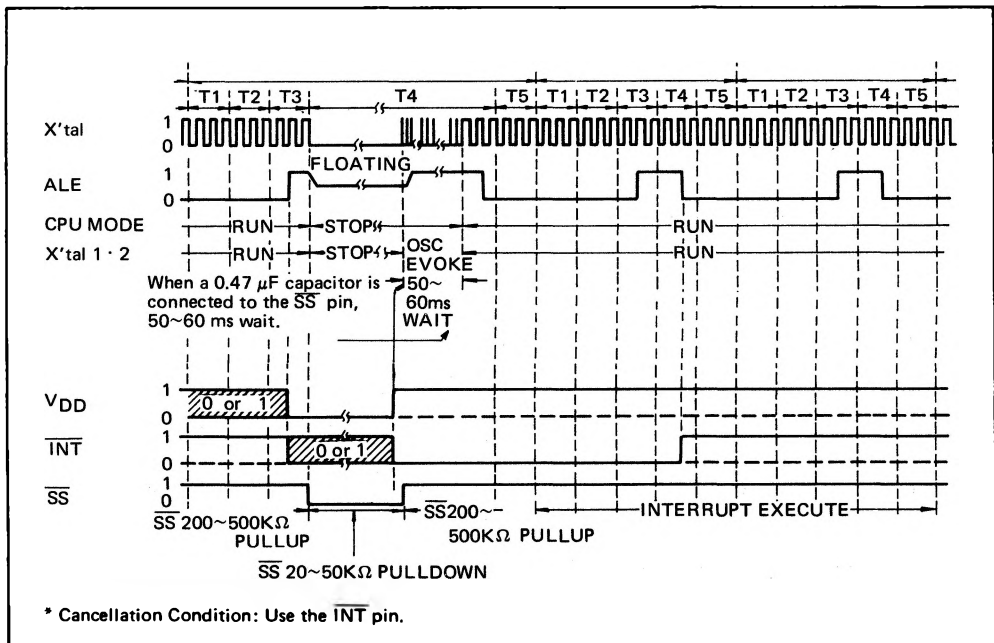 T1 T2 T3 T4 T5 T1 T2 T3 T4 T5 T1 T2 T3 T4 T5
X'tal 1 0
FLOATING
ALE 1 0
CPU MODE RUN STOP RUN
X'tal 1 · 2 RUN STOP OSC EVOKE 50~ 60ms WAIT RUN
When a 0.47 µF capacitor is
connected to the SS pin,
50~60 ms wait.
VDD 1 0 0 or 1
INT 1 0 0 or 1
SS 1 0
SS 200~500KΩ PULLUP
SS 200~ 500KΩ PULLUP
INTERRUPT EXECUTE
SS 20~50KΩ PULLDOWN
* Cancellation Condition: Use the INT pin.